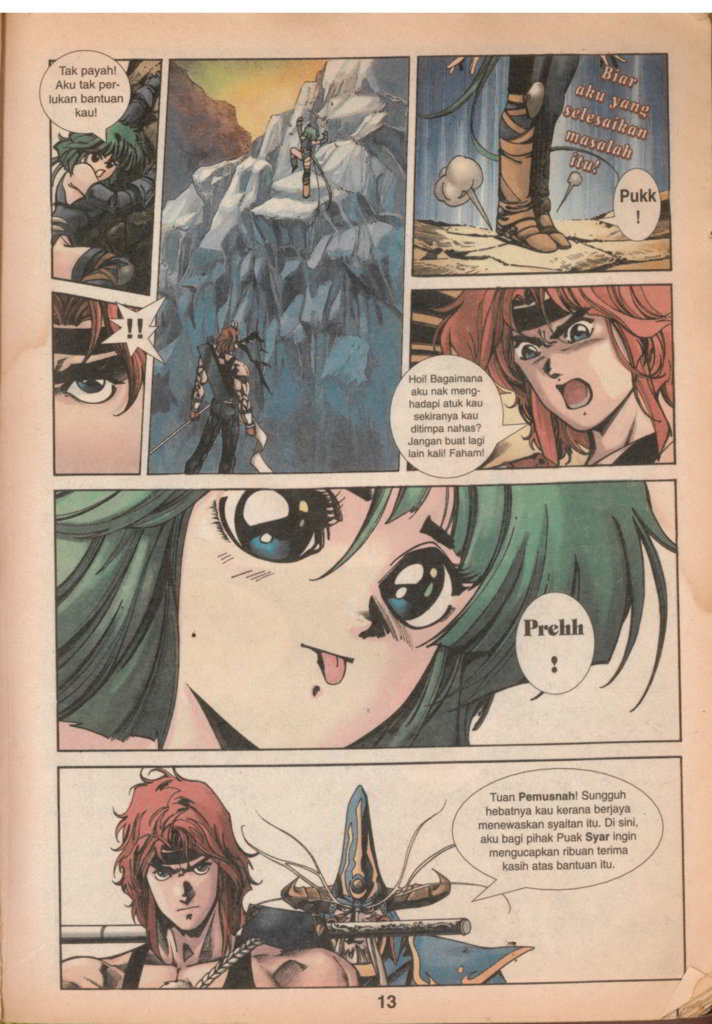 Tak payah!
Aku tak per-
lukan bantuan
kau!
Biar
aku yang
selesaikan
masalah
itu!
Pukk
!
!!
Hoi! Bagaimana
aku nak meng-
hadapi atuk kau
sekiranya kau
ditimpa nahas?
Jangan buat lagi
lain kali! Faham!
Prehh
!
Tuan Pemusnah! Sungguh
hebatnya kau kerana berjaya
menewaskan syaitan itu. Di sini,
aku bagi pihak Puak Syar ingin
mengucapkan ribuan terima
kasih atas bantuan itu.
13